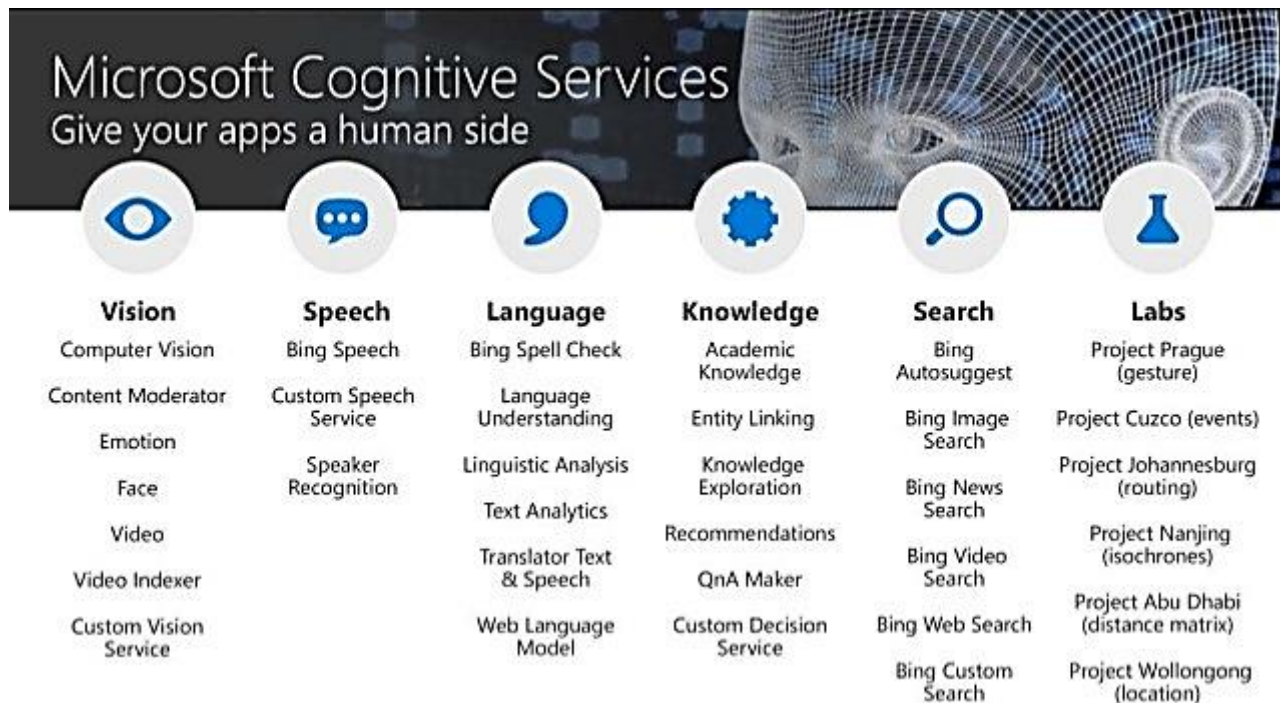 Microsoft Cognitive Services
Give your apps a human side
Vision
Computer Vision
Content Moderator
Emotion
Face
Video
Video Indexer
Custom Vision
Service
Speech
Bing Speech
Custom Speech
Service
Speaker
Recognition
Language
Bing Spell Check
Language
Understanding
Linguistic Analysis
Text Analytics
Translator Text
& Speech
Web Language
Model
Knowledge
Academic
Knowledge
Entity Linking
Knowledge
Exploration
Recommendations
QnA Maker
Custom Decision
Service
Search
Bing
Autosuggest
Bing Image
Search
Bing News
Search
Bing Video
Search
Bing Web Search
Bing Custom
Search
Labs
Project Prague
(gesture)
Project Cuzco (events)
Project Johannesburg
(routing)
Project Nanjing
(isochrones)
Project Abu Dhabi
(distance matrix)
Project Wollongong
(location)